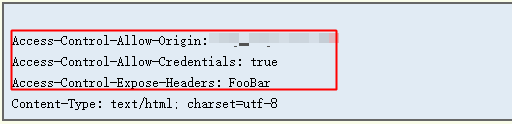 Access-Control-Allow-Origin:
Access-Control-Allow-Credentials: true
Access-Control-Expose-Headers: FooBar
Content-Type: text/html; charset=utf-8